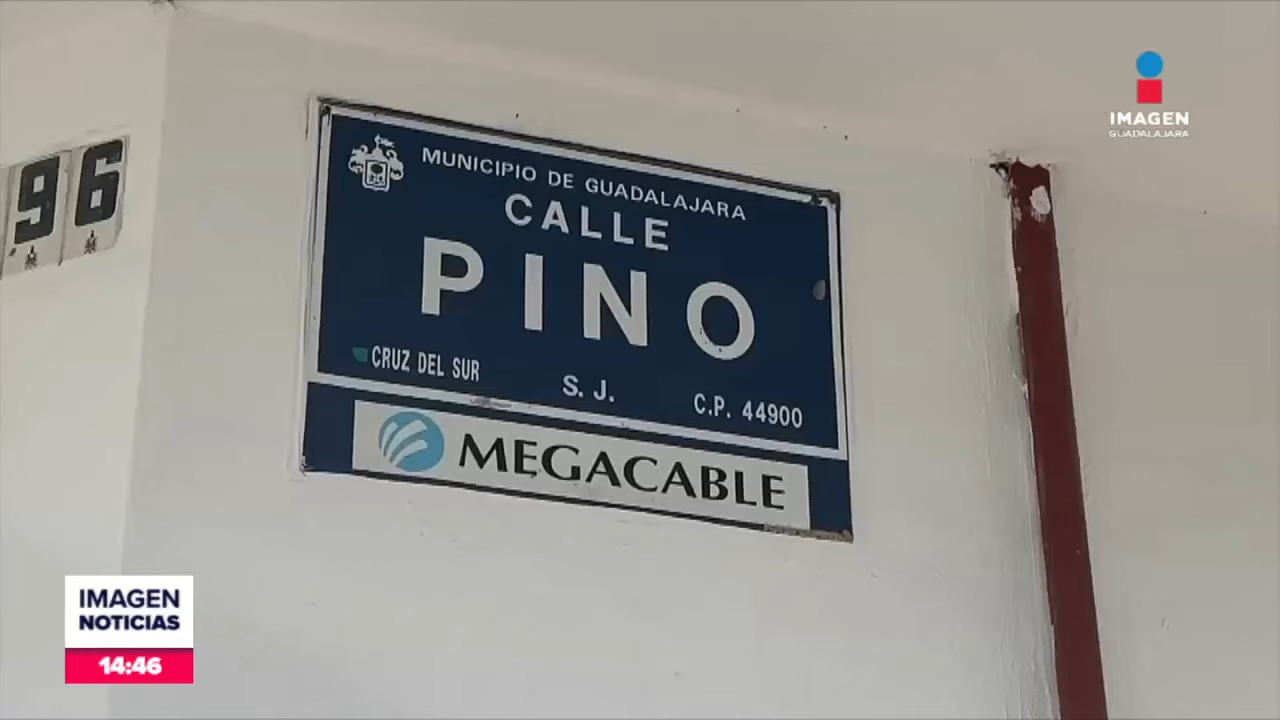 96
MUNICIPIO DE GUADALAJARA
CALLE
PINO
CRUZ DEL SUR S. J. C.P. 44900
MEGACABLE
IMAGEN
GUADALAJARA
IMAGEN
NOTICIAS
14:46